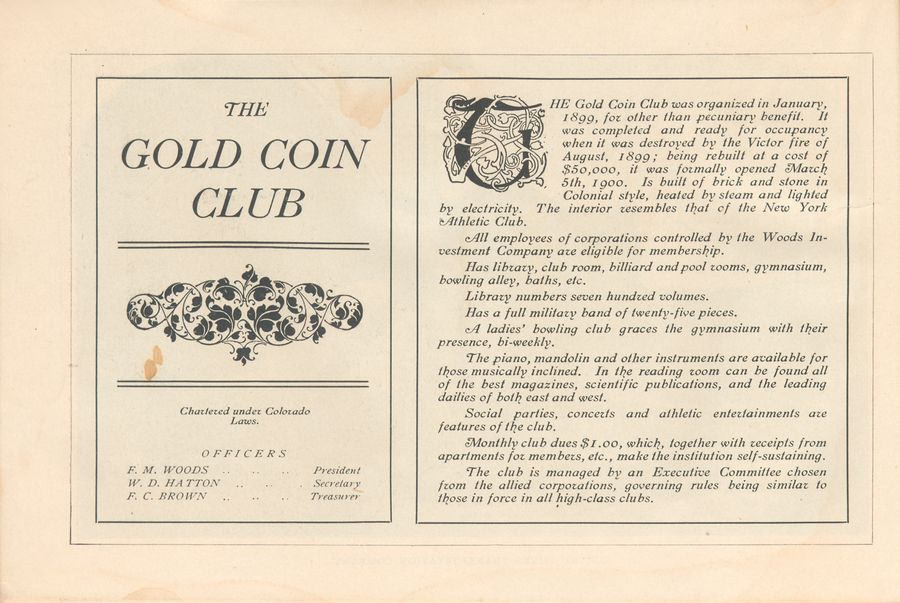 THE
GOLD COIN
CLUB
Chartered under Colorado
Laws.
OFFICERS
F. M. WOODS .. .. .. President
W. D. HATTON .. .. . Secretary
F. C. BROWN .. .. .. Treasurer
THE Gold Coin Club was organized in January,
1899, for other than pecuniary benefit. It
was completed and ready for occupancy
when it was destroyed by the Victor fire of
August, 1899; being rebuilt at a cost of
$50,000, it was formally opened March
5th, 1900. Is built of brick and stone in
Colonial style, heated by steam and lighted
by electricity. The interior resembles that of the New York
Athletic Club.
All employees of corporations controlled by the Woods In-
vestment Company are eligible for membership.
Has library, club room, billiard and pool rooms, gymnasium,
bowling alley, baths, etc.
Library numbers seven hundred volumes.
Has a full military band of twenty-five pieces.
A ladies' bowling club graces the gymnasium with their
presence, bi-weekly.
The piano, mandolin and other instruments are available for
those musically inclined. In the reading room can be found all
of the best magazines, scientific publications, and the leading
dailies of both east and west.
Social parties, concerts and athletic entertainments are
features of the club.
Monthly club dues $1.00, which, together with receipts from
apartments for members, etc., make the institution self-sustaining.
The club is managed by an Executive Committee chosen
from the allied corporations, governing rules being similar to
those in force in all high-class clubs.